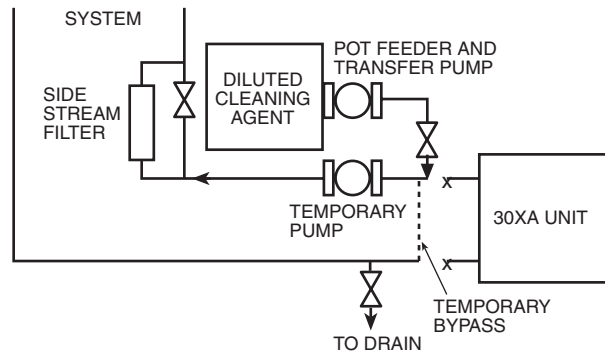 SYSTEM
POT FEEDER AND
TRANSFER PUMP
DILUTED
CLEANING
AGENT
SIDE
STREAM
FILTER
TEMPORARY
PUMP
x
x
30XA UNIT
TEMPORARY
BYPASS
TO DRAIN